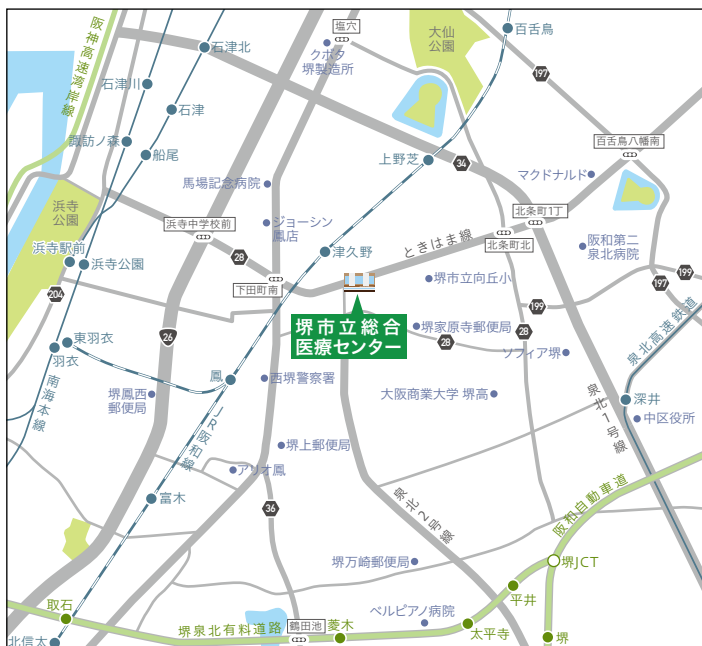 塩穴
大仙
公園
百舌鳥
阪神高速湾岸線
石津北
クボタ
堺製造所
石津川
197
石津
諏訪ノ森
船尾
百舌鳥八幡南
上野芝
34
マクドナルド
馬場記念病院
浜寺
公園
浜寺中学校前
ジョーシン
鳳店
北条町1丁
ときはま線
北条町北
阪和第二
泉北病院
浜寺駅前
浜寺公園
28
津久野
下田町南
堺市立向丘小
199
197
204
199
堺市立総合
医療センター
堺家原寺郵便局
28
28
26
東羽衣
羽衣
ソフィア堺
泉北高速鉄道
南海本線
鳳
西堺警察署
堺鳳西
郵便局
大阪商業大学 堺高
泉北1号線
深井
中区役所
JR阪和線
堺上郵便局
アリオ鳳
富木
36
泉北2号線
阪和自動車道
堺万崎郵便局
堺JCT
取石
ベルピアノ病院
平井
堺泉北有料道路
鶴田池
菱木
太平寺
堺
北信太